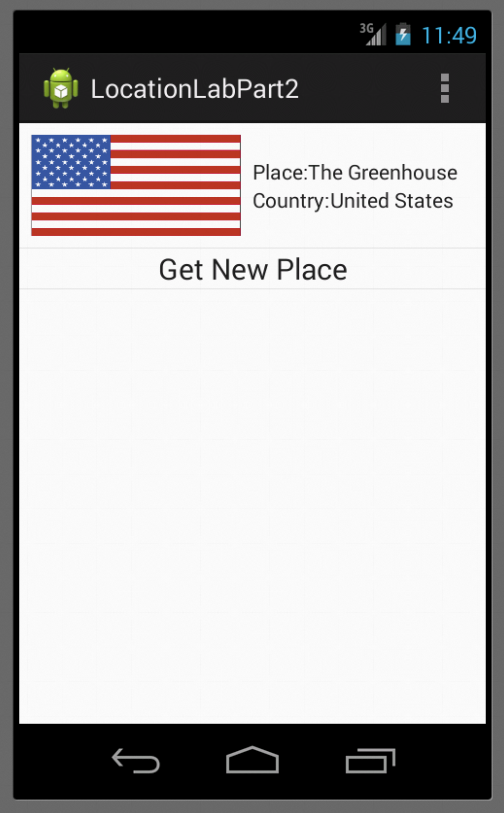 3G 11:49
LocationLabPart2
Place:The Greenhouse
Country:United States
Get New Place